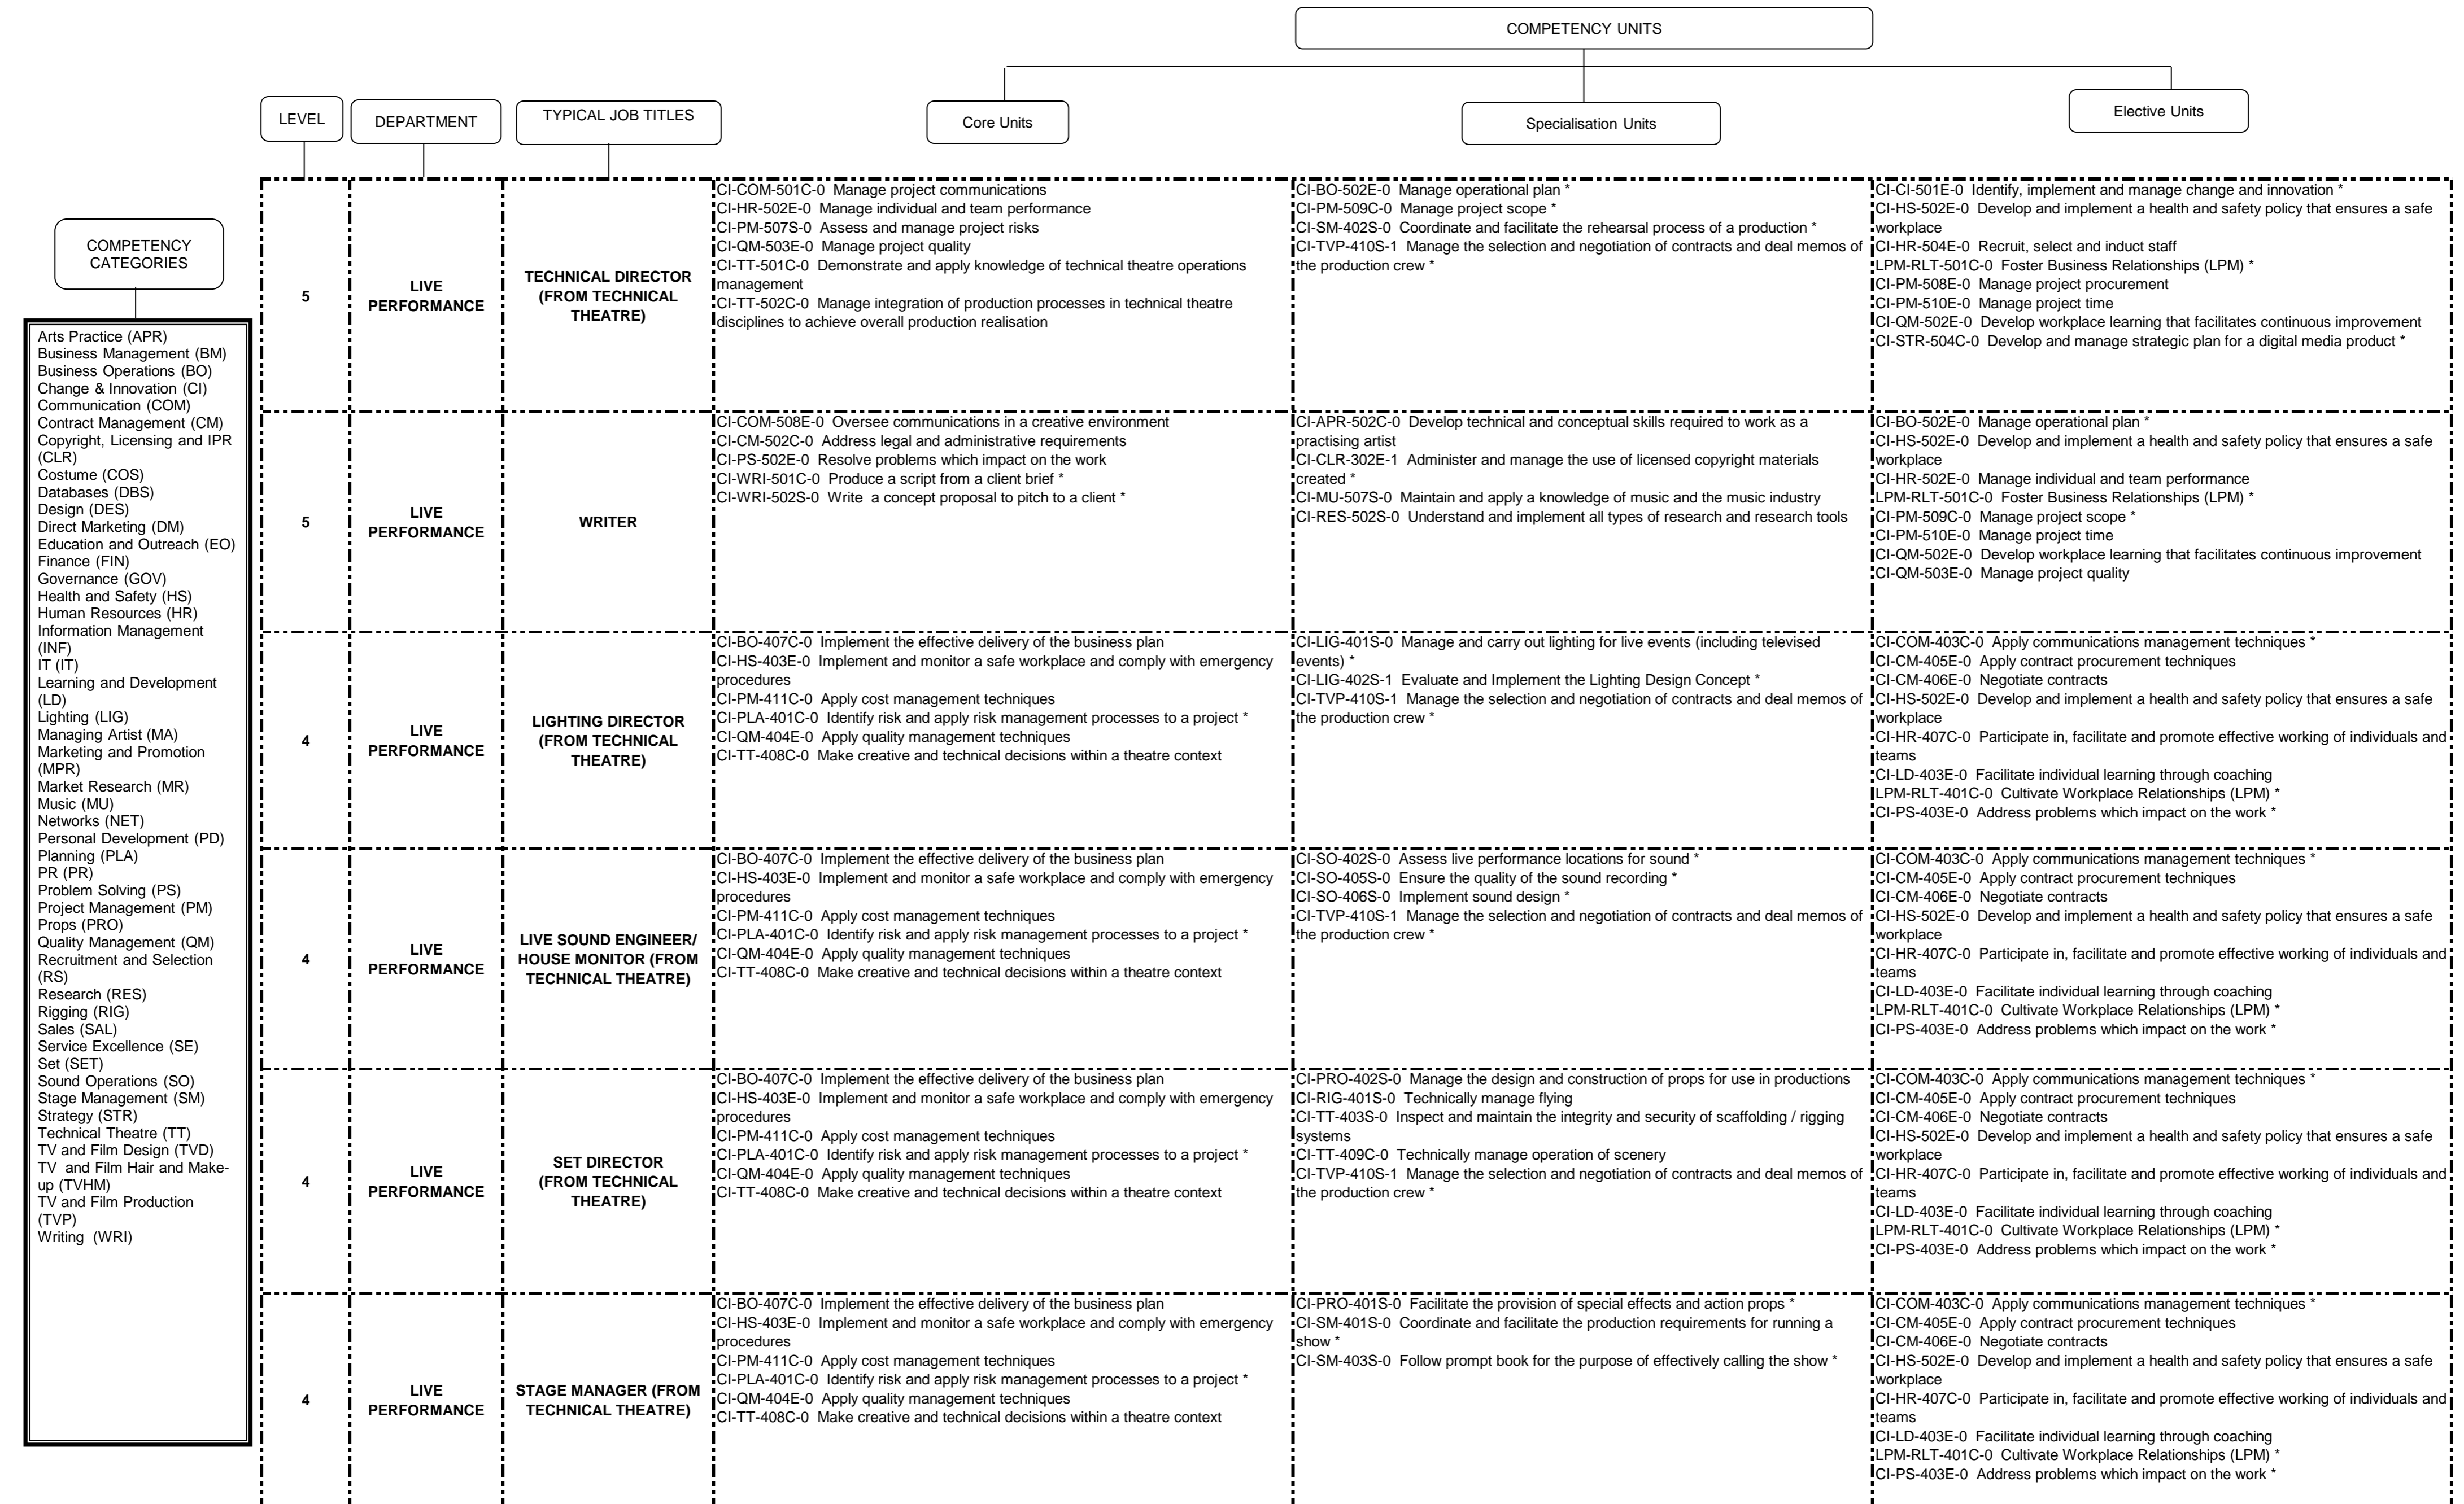 COMPETENCY UNITS
LEVEL
DEPARTMENT
TYPICAL JOB TITLES
Core Units
Specialisation Units
Elective Units
COMPETENCY
CATEGORIES
Arts Practice (APR)
Business Management (BM)
Business Operations (BO)
Change & Innovation (CI)
Communication (COM)
Contract Management (CM)
Copyright, Licensing and IPR
(CLR)
Costume (COS)
Databases (DBS)
Design (DES)
Direct Marketing (DM)
Education and Outreach (EO)
Finance (FIN)
Governance (GOV)
Health and Safety (HS)
Human Resources (HR)
Information Management
(INF)
IT (IT)
Learning and Development
(LD)
Lighting (LIG)
Managing Artist (MA)
Marketing and Promotion
(MPR)
Market Research (MR)
Music (MU)
Networks (NET)
Personal Development (PD)
Planning (PLA)
PR (PR)
Problem Solving (PS)
Project Management (PM)
Props (PRO)
Quality Management (QM)
Recruitment and Selection
(RS)
Research (RES)
Rigging (RIG)
Sales (SAL)
Service Excellence (SE)
Set (SET)
Sound Operations (SO)
Stage Management (SM)
Strategy (STR)
Technical Theatre (TT)
TV and Film Design (TVD)
TV  and Film Hair and Make-
up (TVHM)
TV and Film Production
(TVP)
Writing  (WRI)
5
LIVE
PERFORMANCE
TECHNICAL DIRECTOR
(FROM TECHNICAL
THEATRE)
CI-COM-501C-0  Manage project communications
CI-HR-502E-0  Manage individual and team performance
CI-PM-507S-0  Assess and manage project risks
CI-QM-503E-0  Manage project quality
CI-TT-501C-0  Demonstrate and apply knowledge of technical theatre operations
management
CI-TT-502C-0  Manage integration of production processes in technical theatre
disciplines to achieve overall production realisation
CI-BO-502E-0  Manage operational plan *
CI-PM-509C-0  Manage project scope *
CI-SM-402S-0  Coordinate and facilitate the rehearsal process of a production *
CI-TVP-410S-1  Manage the selection and negotiation of contracts and deal memos of
the production crew *
CI-CI-501E-0  Identify, implement and manage change and innovation *
CI-HS-502E-0  Develop and implement a health and safety policy that ensures a safe
workplace
CI-HR-504E-0  Recruit, select and induct staff
LPM-RLT-501C-0  Foster Business Relationships (LPM) *
CI-PM-508E-0  Manage project procurement
CI-PM-510E-0  Manage project time
CI-QM-502E-0  Develop workplace learning that facilitates continuous improvement
CI-STR-504C-0  Develop and manage strategic plan for a digital media product *
5
LIVE
PERFORMANCE
WRITER
CI-COM-508E-0  Oversee communications in a creative environment
CI-CM-502C-0  Address legal and administrative requirements
CI-PS-502E-0  Resolve problems which impact on the work
CI-WRI-501C-0  Produce a script from a client brief *
CI-WRI-502S-0  Write  a concept proposal to pitch to a client *
CI-APR-502C-0  Develop technical and conceptual skills required to work as a
practising artist
CI-CLR-302E-1  Administer and manage the use of licensed copyright materials
created *
CI-MU-507S-0  Maintain and apply a knowledge of music and the music industry
CI-RES-502S-0  Understand and implement all types of research and research tools
CI-BO-502E-0  Manage operational plan *
CI-HS-502E-0  Develop and implement a health and safety policy that ensures a safe
workplace
CI-HR-502E-0  Manage individual and team performance
LPM-RLT-501C-0  Foster Business Relationships (LPM) *
CI-PM-509C-0  Manage project scope *
CI-PM-510E-0  Manage project time
CI-QM-502E-0  Develop workplace learning that facilitates continuous improvement
CI-QM-503E-0  Manage project quality
4
LIVE
PERFORMANCE
LIGHTING DIRECTOR
(FROM TECHNICAL
THEATRE)
CI-BO-407C-0  Implement the effective delivery of the business plan
CI-HS-403E-0  Implement and monitor a safe workplace and comply with emergency
procedures
CI-PM-411C-0  Apply cost management techniques
CI-PLA-401C-0  Identify risk and apply risk management processes to a project *
CI-QM-404E-0  Apply quality management techniques
CI-TT-408C-0  Make creative and technical decisions within a theatre context
CI-LIG-401S-0  Manage and carry out lighting for live events (including televised
events) *
CI-LIG-402S-1  Evaluate and Implement the Lighting Design Concept *
CI-TVP-410S-1  Manage the selection and negotiation of contracts and deal memos of
the production crew *
CI-COM-403C-0  Apply communications management techniques *
CI-CM-405E-0  Apply contract procurement techniques
CI-CM-406E-0  Negotiate contracts
CI-HS-502E-0  Develop and implement a health and safety policy that ensures a safe
workplace
CI-HR-407C-0  Participate in, facilitate and promote effective working of individuals and
teams
CI-LD-403E-0  Facilitate individual learning through coaching
LPM-RLT-401C-0  Cultivate Workplace Relationships (LPM) *
CI-PS-403E-0  Address problems which impact on the work *
4
LIVE
PERFORMANCE
LIVE SOUND ENGINEER/
HOUSE MONITOR (FROM
TECHNICAL THEATRE)
CI-BO-407C-0  Implement the effective delivery of the business plan
CI-HS-403E-0  Implement and monitor a safe workplace and comply with emergency
procedures
CI-PM-411C-0  Apply cost management techniques
CI-PLA-401C-0  Identify risk and apply risk management processes to a project *
CI-QM-404E-0  Apply quality management techniques
CI-TT-408C-0  Make creative and technical decisions within a theatre context
CI-SO-402S-0  Assess live performance locations for sound *
CI-SO-405S-0  Ensure the quality of the sound recording *
CI-SO-406S-0  Implement sound design *
CI-TVP-410S-1  Manage the selection and negotiation of contracts and deal memos of
the production crew *
CI-COM-403C-0  Apply communications management techniques *
CI-CM-405E-0  Apply contract procurement techniques
CI-CM-406E-0  Negotiate contracts
CI-HS-502E-0  Develop and implement a health and safety policy that ensures a safe
workplace
CI-HR-407C-0  Participate in, facilitate and promote effective working of individuals and
teams
CI-LD-403E-0  Facilitate individual learning through coaching
LPM-RLT-401C-0  Cultivate Workplace Relationships (LPM) *
CI-PS-403E-0  Address problems which impact on the work *
4
LIVE
PERFORMANCE
SET DIRECTOR
(FROM TECHNICAL
THEATRE)
CI-BO-407C-0  Implement the effective delivery of the business plan
CI-HS-403E-0  Implement and monitor a safe workplace and comply with emergency
procedures
CI-PM-411C-0  Apply cost management techniques
CI-PLA-401C-0  Identify risk and apply risk management processes to a project *
CI-QM-404E-0  Apply quality management techniques
CI-TT-408C-0  Make creative and technical decisions within a theatre context
CI-PRO-402S-0  Manage the design and construction of props for use in productions
CI-RIG-401S-0  Technically manage flying
CI-TT-403S-0  Inspect and maintain the integrity and security of scaffolding / rigging
systems
CI-TT-409C-0  Technically manage operation of scenery
CI-TVP-410S-1  Manage the selection and negotiation of contracts and deal memos of
the production crew *
CI-COM-403C-0  Apply communications management techniques *
CI-CM-405E-0  Apply contract procurement techniques
CI-CM-406E-0  Negotiate contracts
CI-HS-502E-0  Develop and implement a health and safety policy that ensures a safe
workplace
CI-HR-407C-0  Participate in, facilitate and promote effective working of individuals and
teams
CI-LD-403E-0  Facilitate individual learning through coaching
LPM-RLT-401C-0  Cultivate Workplace Relationships (LPM) *
CI-PS-403E-0  Address problems which impact on the work *
4
LIVE
PERFORMANCE
STAGE MANAGER (FROM
TECHNICAL THEATRE)
CI-BO-407C-0  Implement the effective delivery of the business plan
CI-HS-403E-0  Implement and monitor a safe workplace and comply with emergency
procedures
CI-PM-411C-0  Apply cost management techniques
CI-PLA-401C-0  Identify risk and apply risk management processes to a project *
CI-QM-404E-0  Apply quality management techniques
CI-TT-408C-0  Make creative and technical decisions within a theatre context
CI-PRO-401S-0  Facilitate the provision of special effects and action props *
CI-SM-401S-0  Coordinate and facilitate the production requirements for running a
show *
CI-SM-403S-0  Follow prompt book for the purpose of effectively calling the show *
CI-COM-403C-0  Apply communications management techniques *
CI-CM-405E-0  Apply contract procurement techniques
CI-CM-406E-0  Negotiate contracts
CI-HS-502E-0  Develop and implement a health and safety policy that ensures a safe
workplace
CI-HR-407C-0  Participate in, facilitate and promote effective working of individuals and
teams
CI-LD-403E-0  Facilitate individual learning through coaching
LPM-RLT-401C-0  Cultivate Workplace Relationships (LPM) *
CI-PS-403E-0  Address problems which impact on the work *